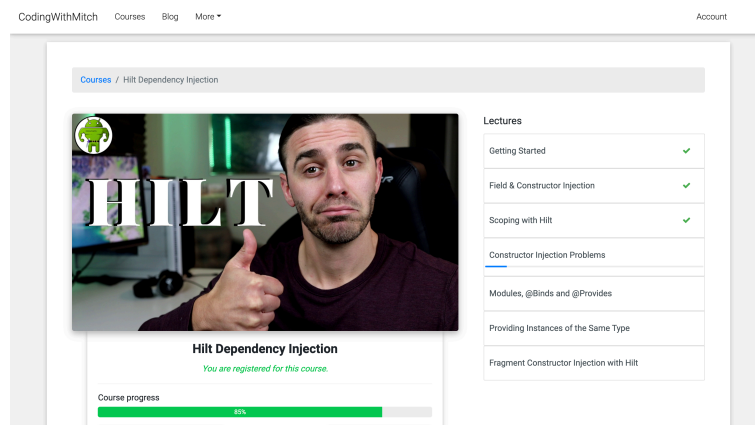 CodingWithMitch Courses Blog More Account
Courses / Hilt Dependency Injection
HILT
Hilt Dependency Injection
You are registered for this course.
Course progress
85%
Lectures
Getting Started
Field & Constructor Injection
Scoping with Hilt
Constructor Injection Problems
Modules, @Binds and @Provides
Providing Instances of the Same Type
Fragment Constructor Injection with Hilt